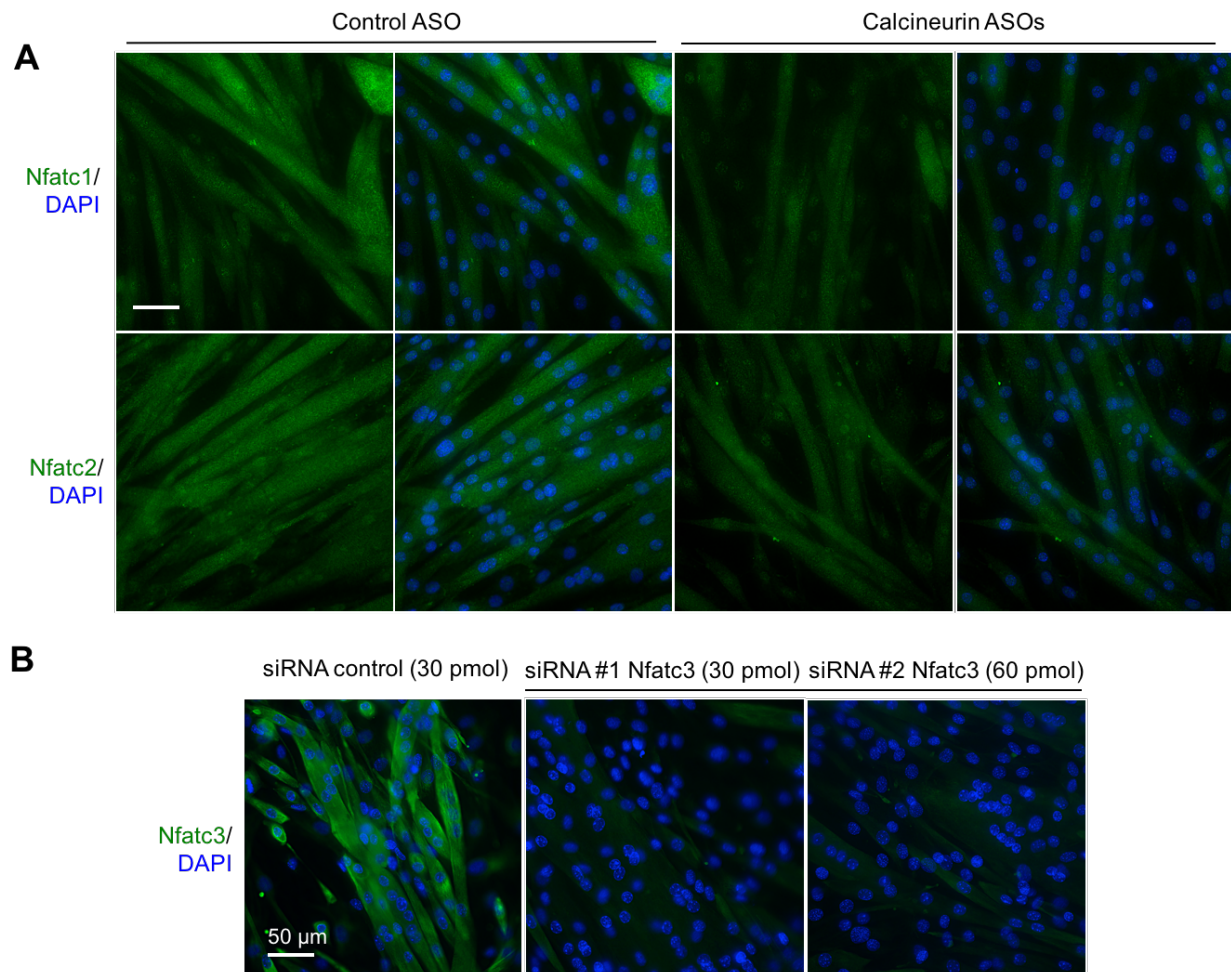 Control ASO
Calcineurin ASOs
A
Nfatc1/
DAPI
Nfatc2/
DAPI
B
siRNA control (30 pmol)
siRNA #1 Nfatc3 (30 pmol)
siRNA #2 Nfatc3 (60 pmol)
Nfatc3/
DAPI
50 µm